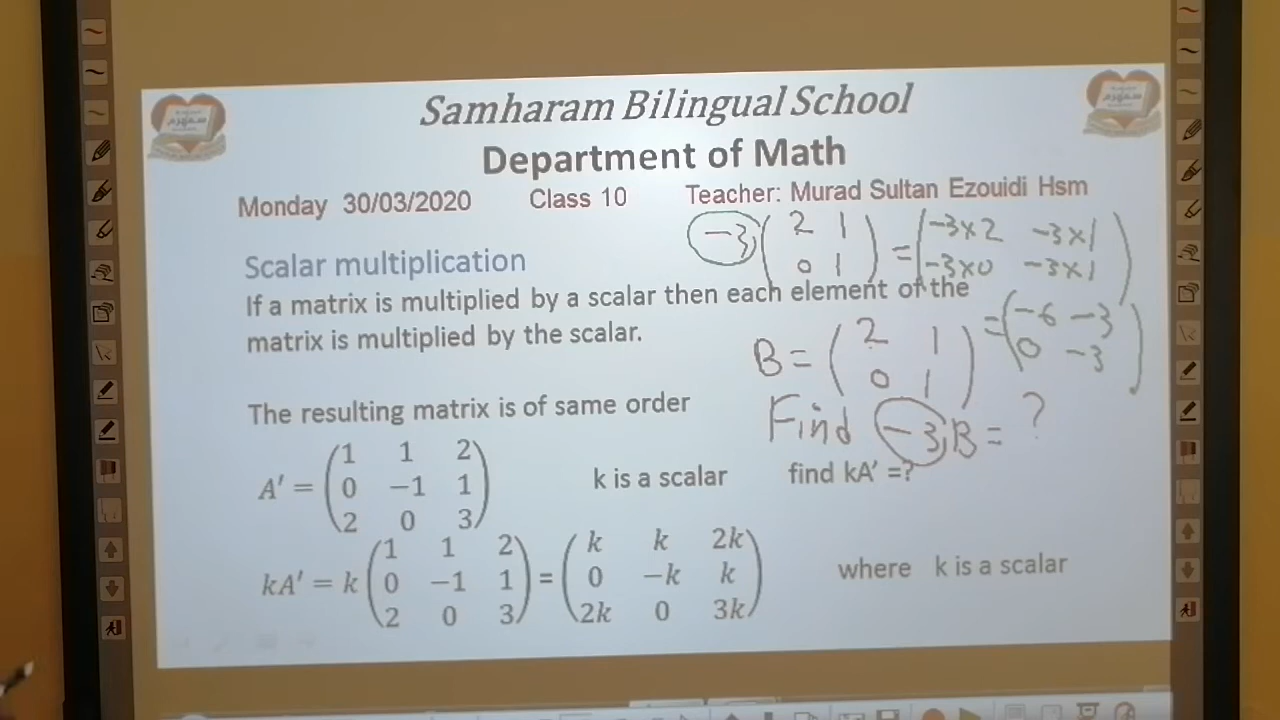 Samharam Bilingual School
Department of Math
Monday 30/03/2020 Class 10 Teacher: Murad Sultan Ezouidi Hsm
-3 ( 2 1 ) = ( -3×2 -3×1 )
( 0 1 ) ( -3×0 -3×1 )
Scalar multiplication
If a matrix is multiplied by a scalar then each element of the
matrix is multiplied by the scalar.
= ( -6 -3 )
( 0 -3 )
B = ( 2 1 )
( 0 1 )
Find -3B = ?
The resulting matrix is of same order
( 1 1 2 )
A' = ( 0 -1 1 ) k is a scalar find kA' =?
( 2 0 3 )
( 1 1 2 ) ( k k 2k )
kA' = k ( 0 -1 1 ) = ( 0 -k k ) where k is a scalar
( 2 0 3 ) ( 2k 0 3k )